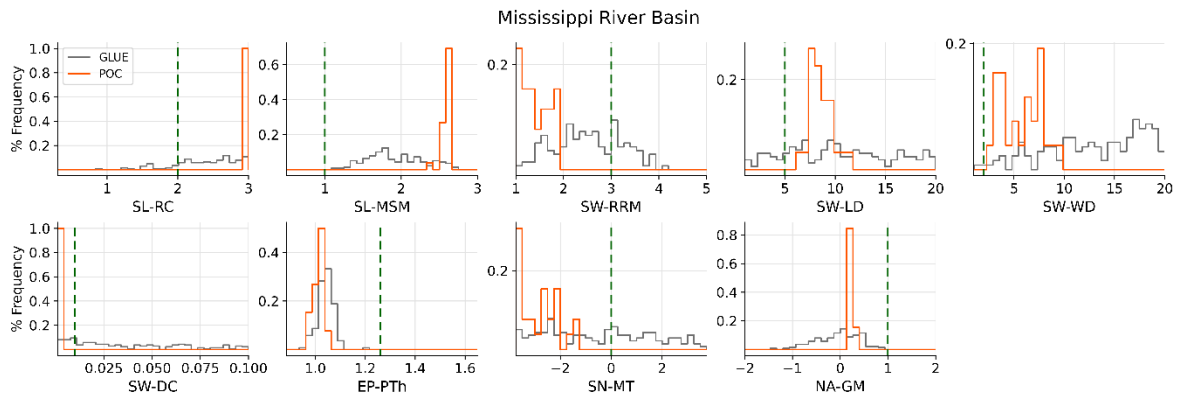 Mississippi River Basin
% Frequency
1.0
0.8
0.6
0.4
0.2
GLUE
POC
1 2 3
SL-RC
0.6
0.4
0.2
1 2 3
SL-MSM
0.2
1 2 3 4 5
SW-RRM
0.2
5 10 15 20
SW-LD
0.2
5 10 15 20
SW-WD
% Frequency
1.0
0.8
0.6
0.4
0.2
0.025 0.050 0.075 0.100
SW-DC
0.4
0.2
1.0 1.2 1.4 1.6
EP-PTh
0.2
−2 0 2
SN-MT
0.8
0.6
0.4
0.2
−2 −1 0 1 2
NA-GM